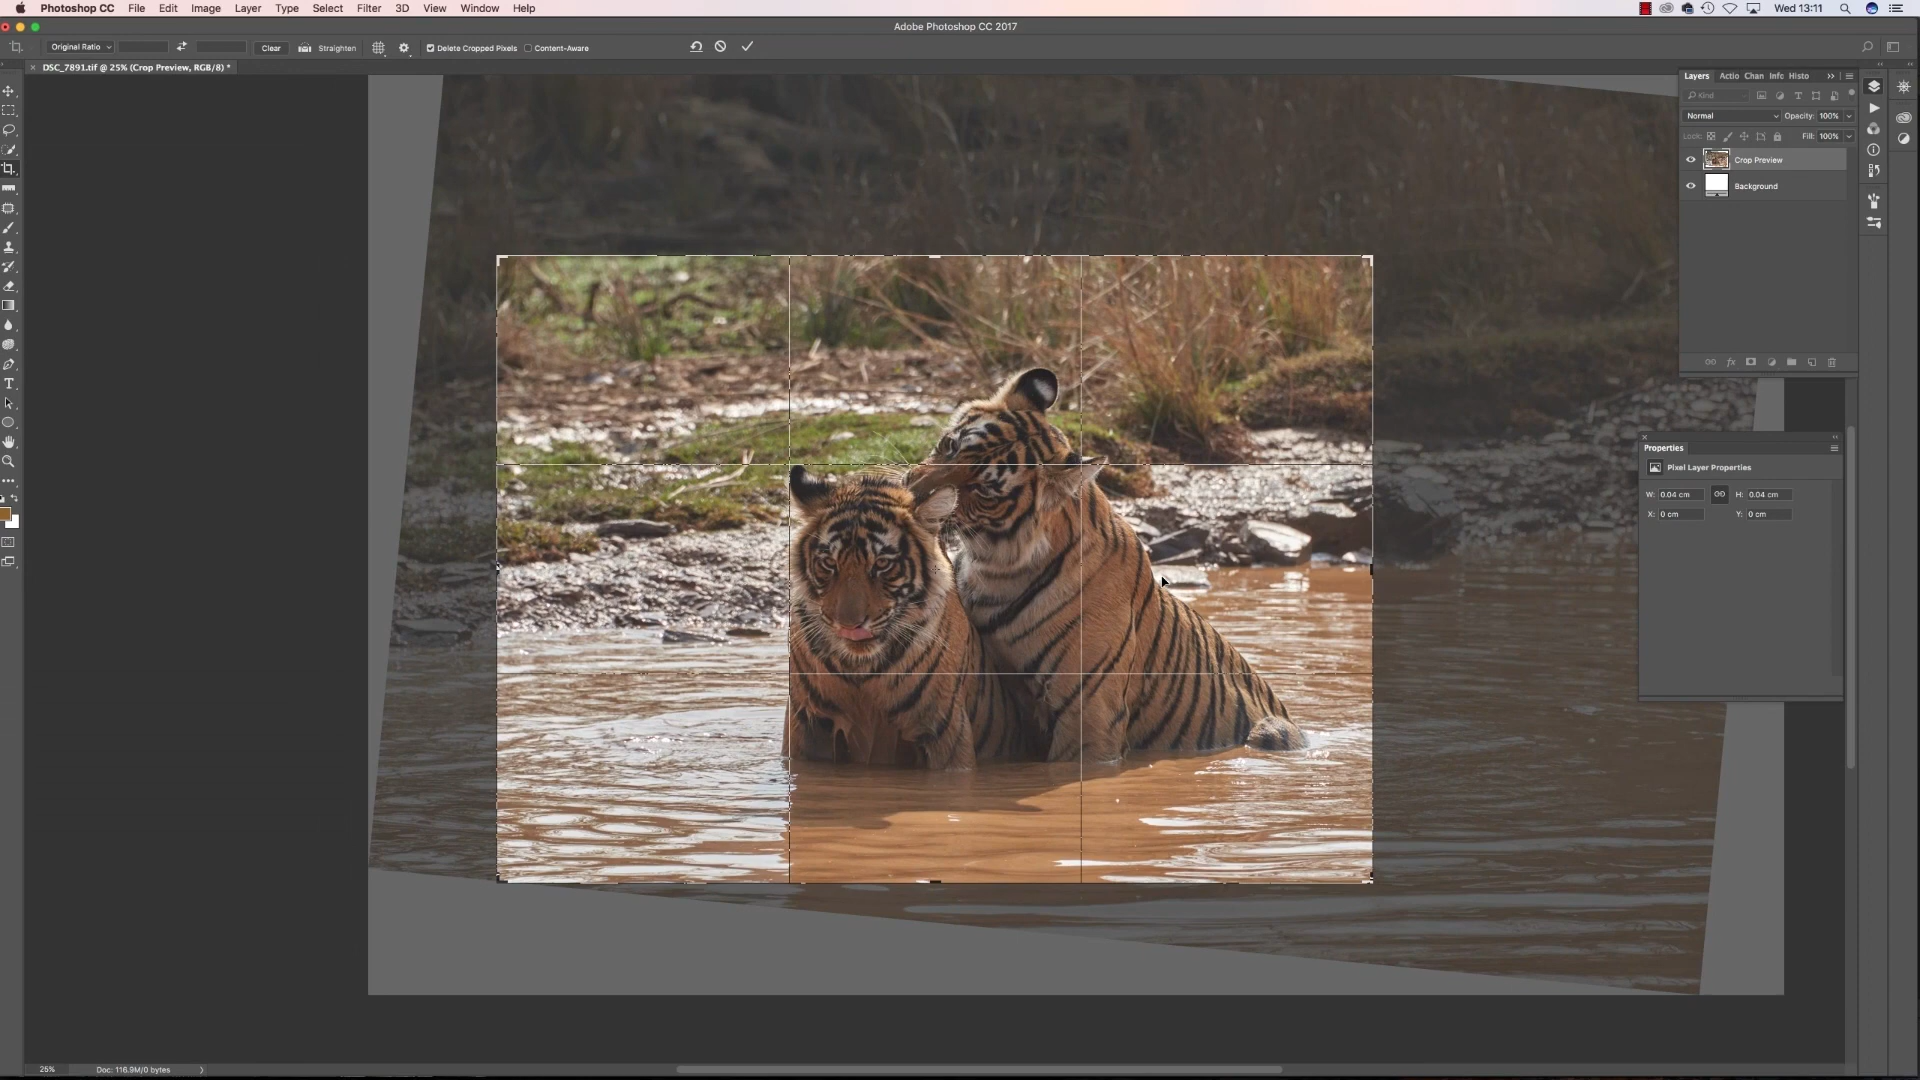 Photoshop CC File Edit Image Layer Type Select Filter 3D View Window Help Wed 13:11
Adobe Photoshop CC 2017
Original Ratio Clear Straighten Delete Cropped Pixels Content-Aware
× DSC_7891.tif @ 25% (Crop Preview, RGB/8) *
Layers Actio Chan Infc Histo
Kind
Normal Opacity: 100%
Lock: Fill: 100%
Crop Preview
Background
Properties
Pixel Layer Properties
W: 0.04 cm H: 0.04 cm
X: 0 cm Y: 0 cm
25% Doc: 116.9M/0 bytes